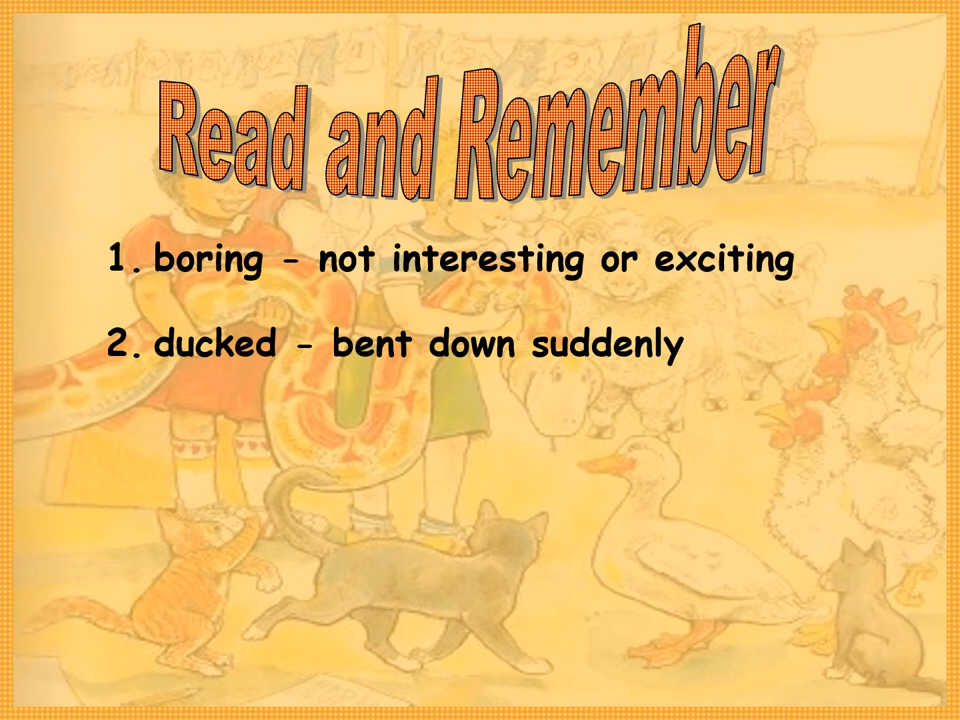 Read and Remember
1. boring - not interesting or exciting
2. ducked - bent down suddenly